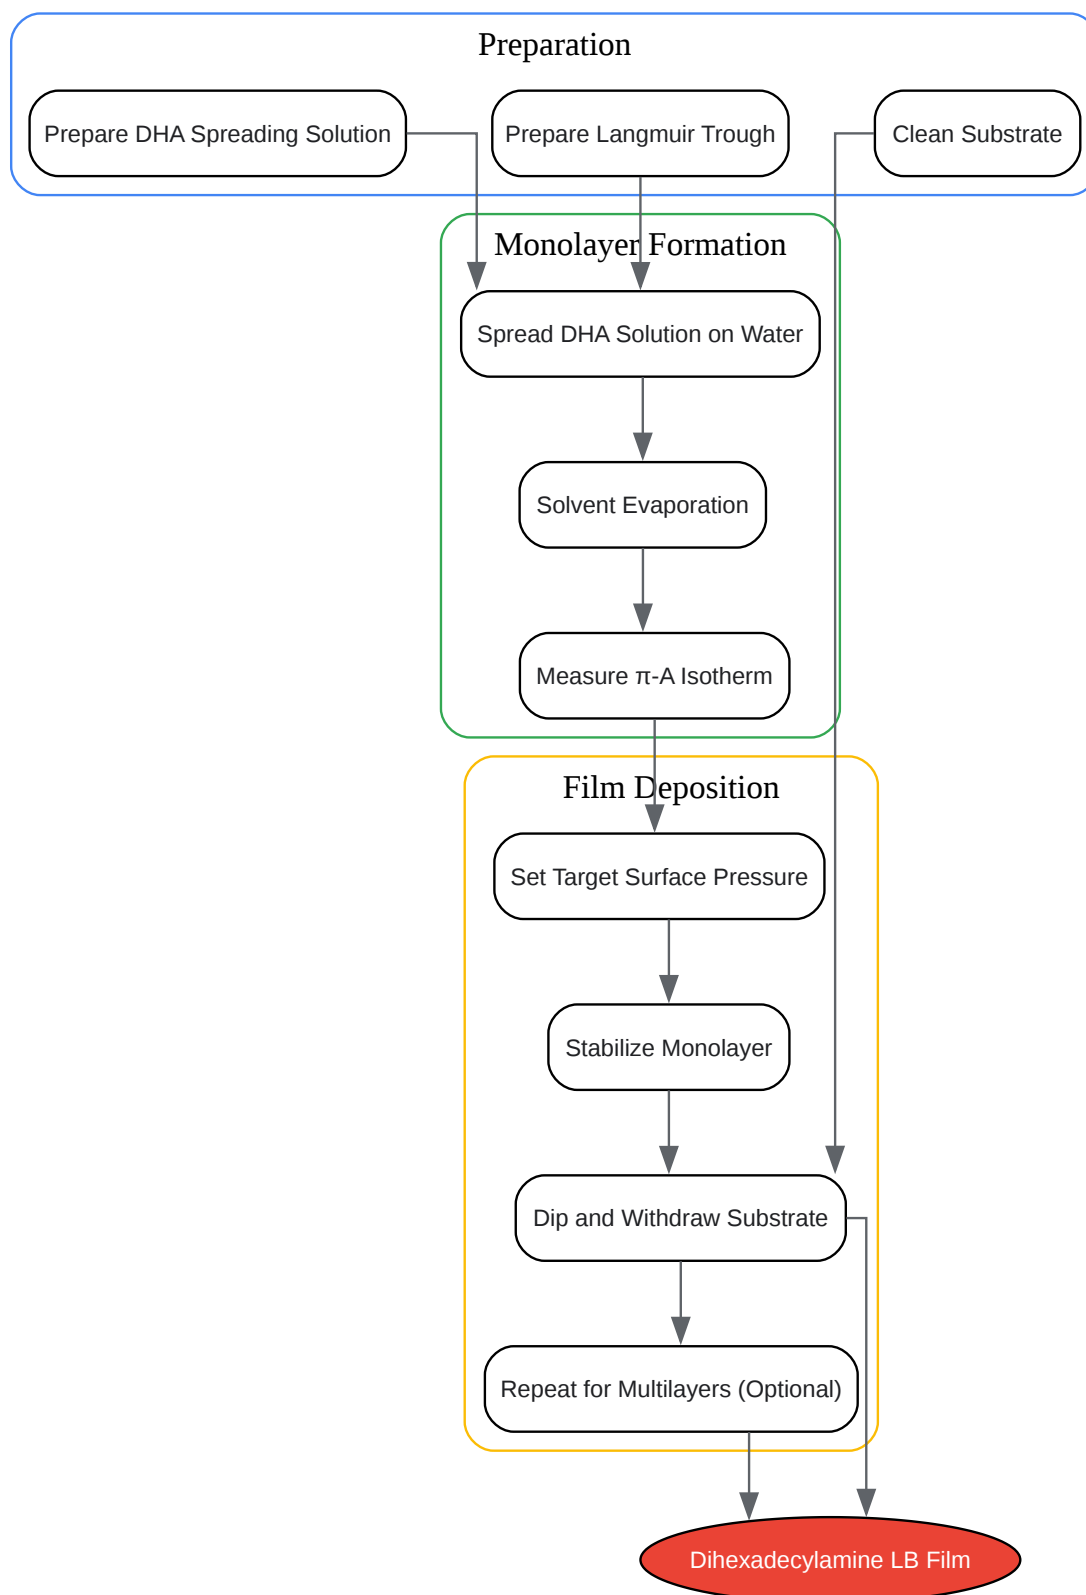 Preparation
Prepare DHA Spreading Solution
Prepare Langmuir Trough
Clean Substrate
Monolayer Formation
Spread DHA Solution on Water
Solvent Evaporation
Measure π-A Isotherm
Film Deposition
Set Target Surface Pressure
Stabilize Monolayer
Dip and Withdraw Substrate
Repeat for Multilayers (Optional)
Dihexadecylamine LB Film